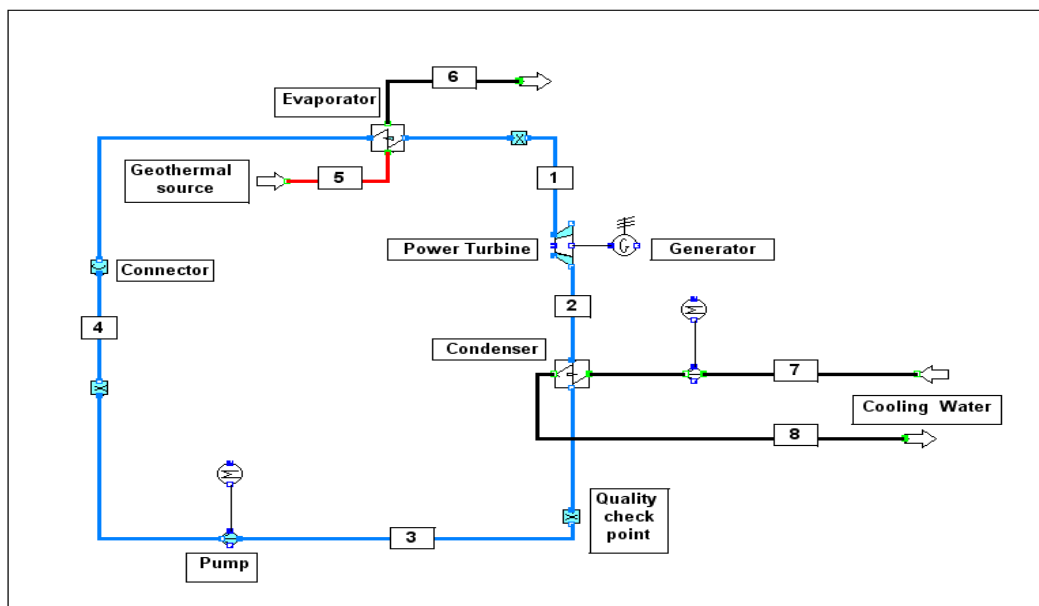 6
Evaporator
Geothermal
source
5
1
Power Turbine
G
Generator
Connector
2
4
M
Condenser
7
Cooling Water
8
M
Quality
check
point
3
Pump